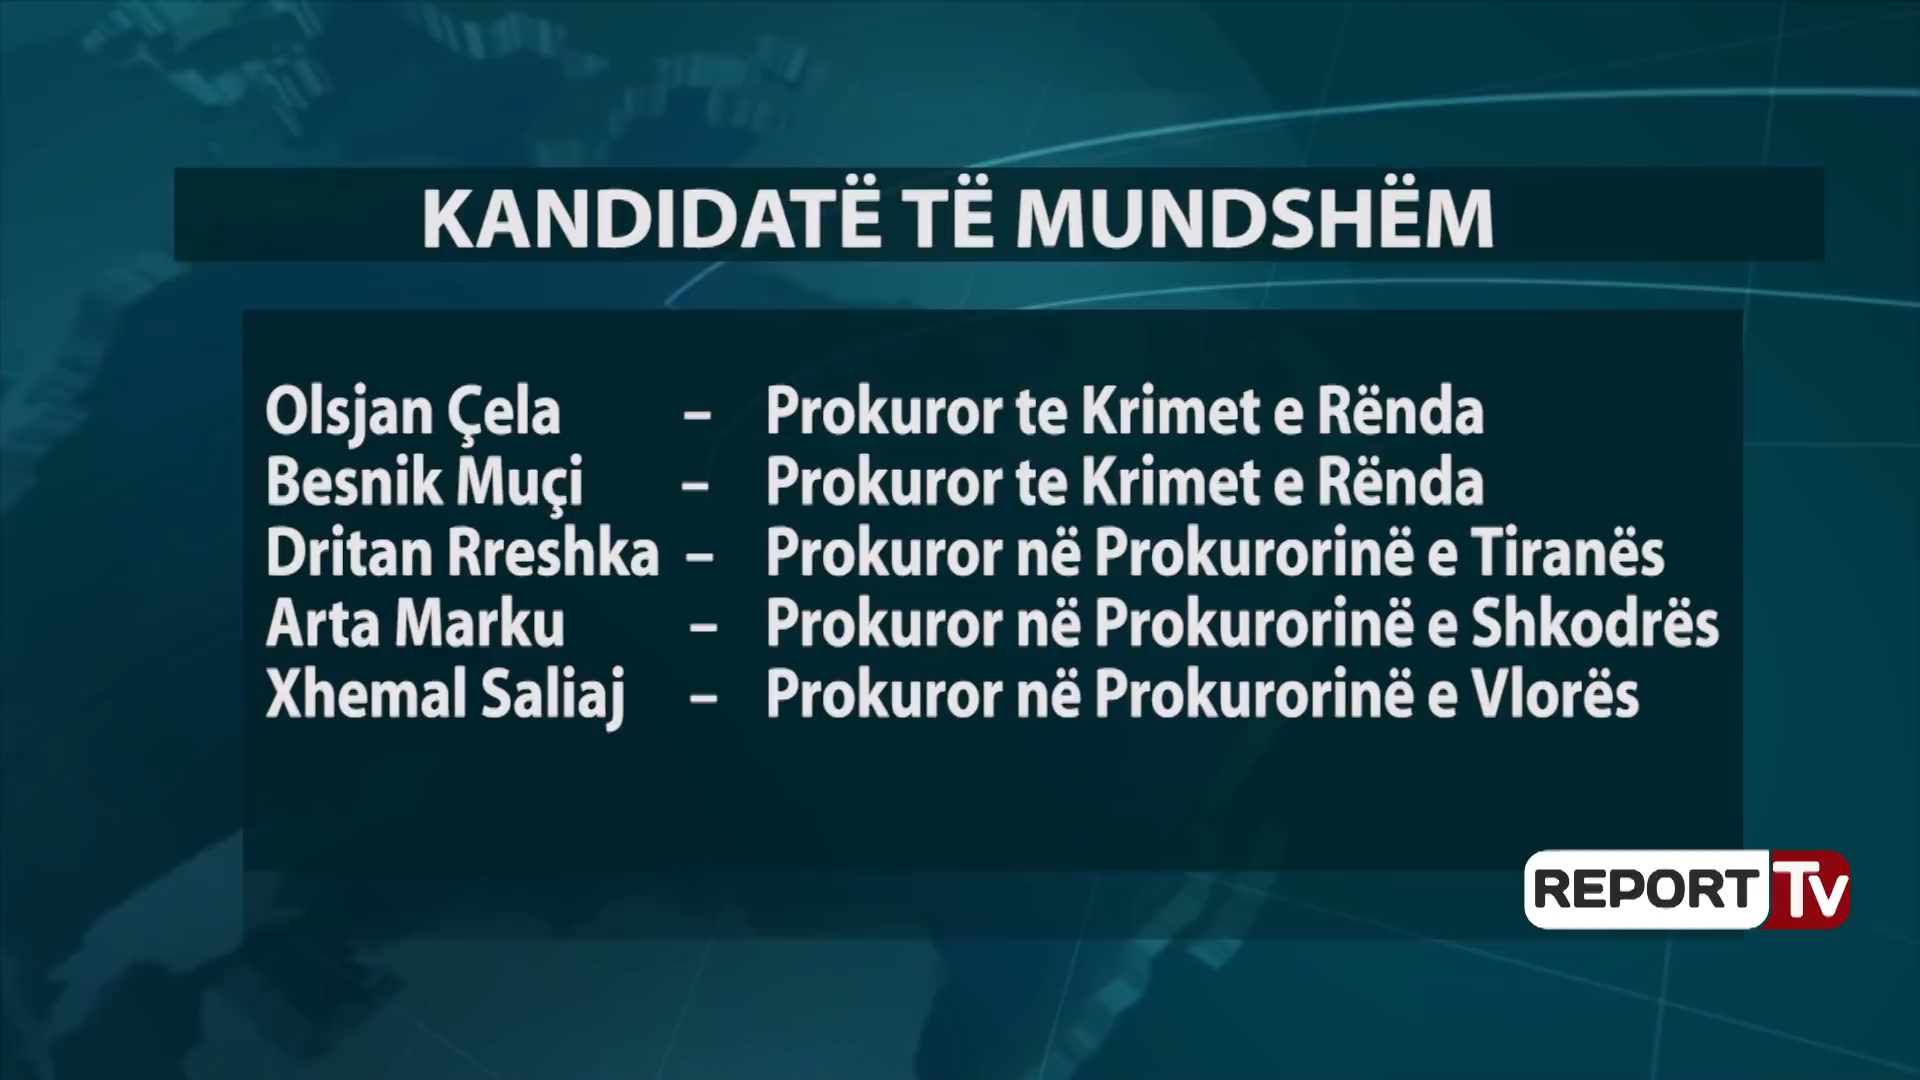 KANDIDATË TË MUNDSHËM
Olsjan Çela – Prokuror te Krimet e Rënda
Besnik Muçi – Prokuror te Krimet e Rënda
Dritan Rreshka – Prokuror në Prokurorinë e Tiranës
Arta Marku – Prokuror në Prokurorinë e Shkodrës
Xhemal Saliaj – Prokuror në Prokurorinë e Vlorës
REPORT Tv